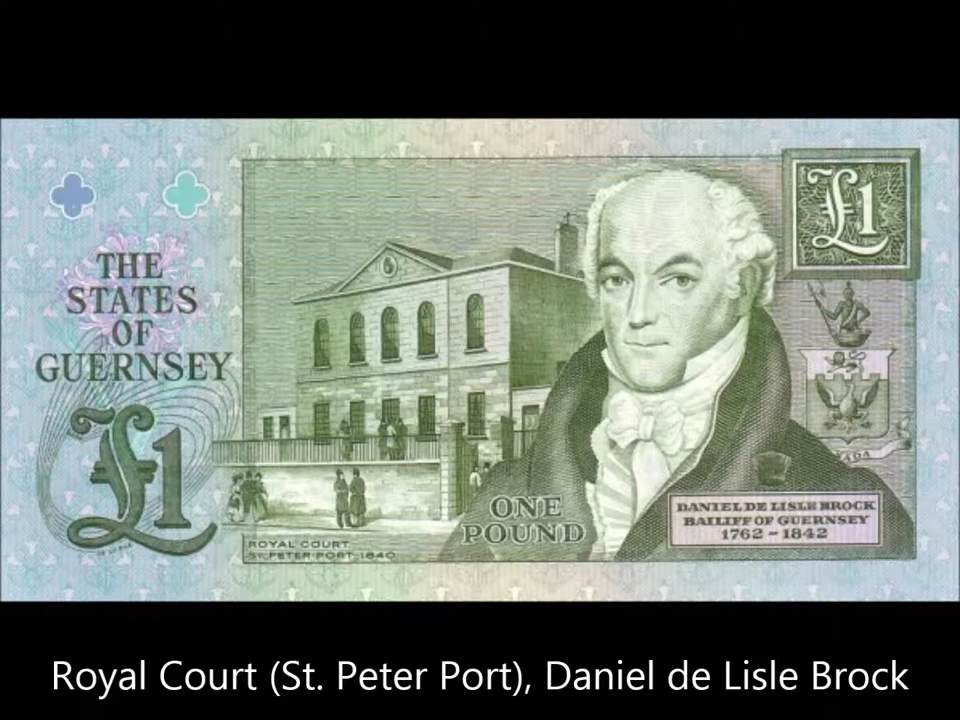 THE
STATES
OF
GUERNSEY
£1
£1
ONE
POUND
DANIEL DE LISLE BROCK
BAILIFF OF GUERNSEY
1762 - 1842
ROYAL COURT
ST. PETER PORT 1840
Royal Court (St. Peter Port), Daniel de Lisle Brock